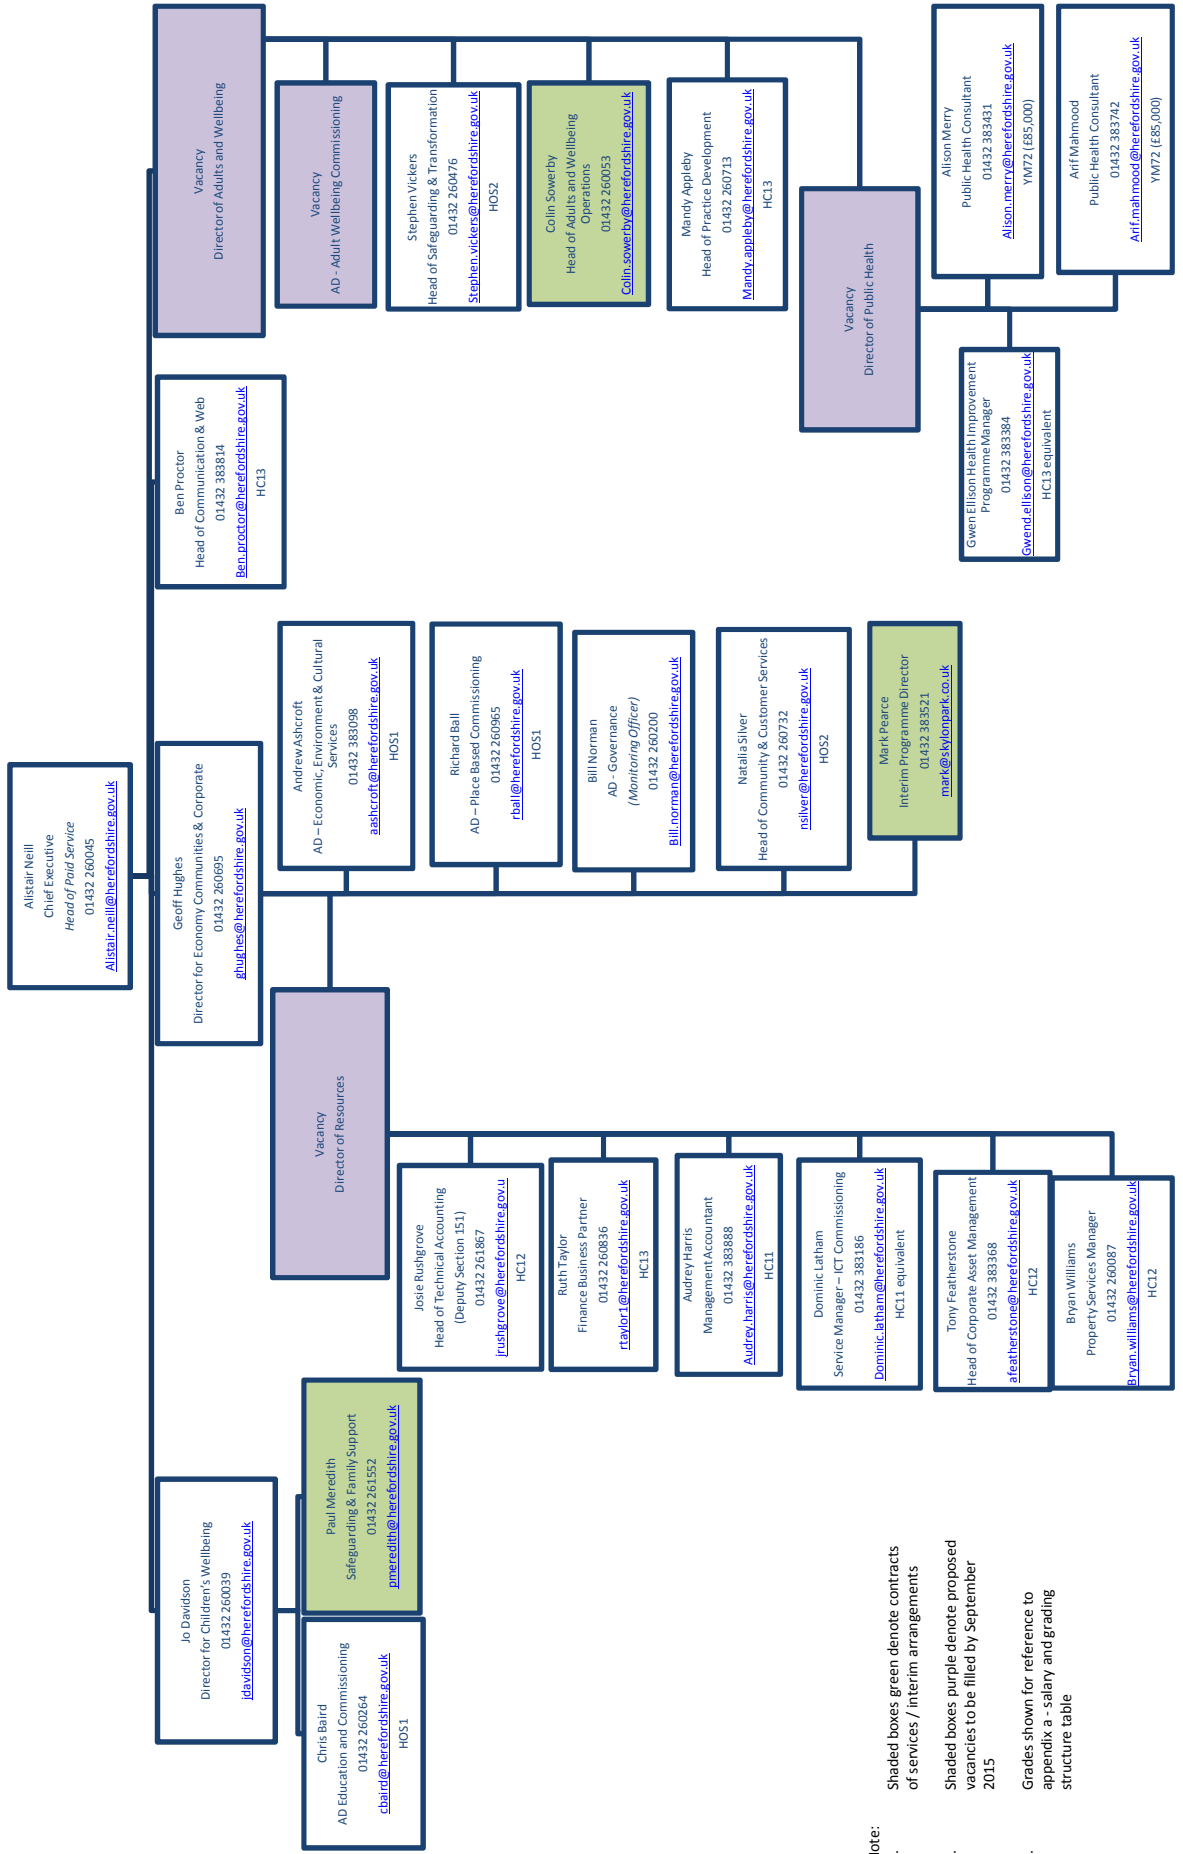 Alistair Neill
Chief Executive
Head of Paid Service
01432 260045
Alistair.neill@herefordshire.gov.uk
Jo Davidson
Director for Children's Wellbeing
01432 260039
jdavidson@herefordshire.gov.uk
Geoff Hughes
Director for Economy Communities & Corporate
01432 260695
ghughes@herefordshire.gov.uk
Ben Proctor
Head of Communication & Web
01432 383814
Ben.proctor@herefordshire.gov.uk
HC13
Vacancy
Director of Adults and Wellbeing
Chris Baird
AD Education and Commissioning
01432 260264
cbaird@herefordshire.gov.uk
HOS1
Paul Meredith
Safeguarding & Family Support
01432 261552
pmeredith@herefordshire.gov.uk
Vacancy
Director of Resources
Josie Rushgrove
Head of Technical Accounting
(Deputy Section 151)
01432 261867
jrushgrove@herefordshire.gov.u
HC12
Ruth Taylor
Finance Business Partner
01432 260836
rtaylor1@herefordshire.gov.uk
HC13
Audrey Harris
Management Accountant
01432 383888
Audrey.harris@herefordshire.gov.uk
HC11
Dominic Latham
Service Manager – ICT Commissioning
01432 383186
Dominic.latham@herefordshire.gov.uk
HC11 equivalent
Tony Featherstone
Head of Corporate Asset Management
01432 383368
afeatherstone@herefordshire.gov.uk
HC12
Bryan Williams
Property Services Manager
01432 260087
Bryan.williams@herefordshire.gov.uk
HC12
Andrew Ashcroft
AD – Economic, Environment & Cultural
Services
01432 383098
aashcroft@herefordshire.gov.uk
HOS1
Richard Ball
AD – Place Based Commissioning
01432 260965
rball@herefordshire.gov.uk
HOS1
Bill Norman
AD - Governance
(Monitoring Officer)
01432 260200
Bill.norman@herefordshire.gov.uk
Natalia Silver
Head of Community & Customer Services
01432 260732
nsilver@herefordshire.gov.uk
HOS2
Mark Pearce
Interim Programme Director
01432 383521
mark@skylonpark.co.uk
Vacancy
AD - Adult Wellbeing Commissioning
Stephen Vickers
Head of Safeguarding & Transformation
01432 260476
Stephen.vickers@herefordshire.gov.uk
HOS2
Colin Sowerby
Head of Adults and Wellbeing
Operations
01432 260053
Colin.sowerby@herefordshire.gov.uk
Mandy Appleby
Head of Practice Development
01432 260713
Mandy.appleby@herefordshire.gov.uk
HC13
Vacancy
Director of Public Health
Gwen Ellison Health Improvement
Programme Manager
01432 383384
Gwend.ellison@herefordshire.gov.uk
HC13 equivalent
Alison Merry
Public Health Consultant
01432 383431
Alison.merry@herefordshire.gov.uk
YM72 (£85,000)
Arif Mahmood
Public Health Consultant
01432 383742
Arif.mahmood@herefordshire.gov.uk
YM72 (£85,000)
lote:
. Shaded boxes green denote contracts
of services / interim arrangements
. Shaded boxes purple denote proposed
vacancies to be filled by September
2015
. Grades shown for reference to
appendix a - salary and grading
structure table